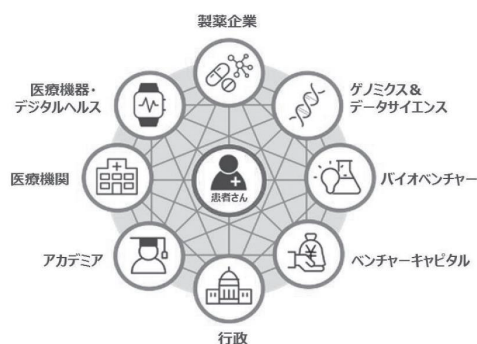 製薬企業
医療機器・
デジタルヘルス
ゲノミクス＆
データサイエンス
医療機関
患者さん
バイオベンチャー
アカデミア
¥
ベンチャーキャピタル
行政